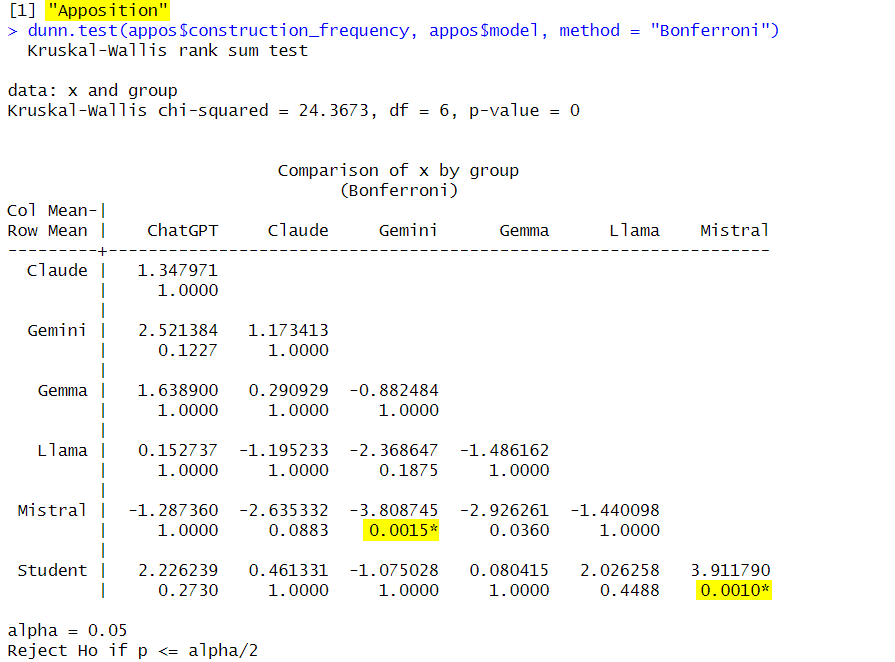 [1] "Apposition"
> dunn.test(appos$construction_frequency, appos$model, method = "Bonferroni")
  Kruskal-Wallis rank sum test

data: x and group
Kruskal-Wallis chi-squared = 24.3673, df = 6, p-value = 0


                           Comparison of x by group
                                 (Bonferroni)
Col Mean-|
Row Mean |    ChatGPT     Claude     Gemini      Gemma      Llama    Mistral
---------+------------------------------------------------------------------
  Claude |   1.347971
         |     1.0000
         |
  Gemini |   2.521384   1.173413
         |     0.1227     1.0000
         |
   Gemma |   1.638900   0.290929  -0.882484
         |     1.0000     1.0000     1.0000
         |
   Llama |   0.152737  -1.195233  -2.368647  -1.486162
         |     1.0000     1.0000     0.1875     1.0000
         |
 Mistral |  -1.287360  -2.635332  -3.808745  -2.926261  -1.440098
         |     1.0000     0.0883    0.0015*     0.0360     1.0000
         |
 Student |   2.226239   0.461331  -1.075028   0.080415   2.026258   3.911790
         |     0.2730     1.0000     1.0000     1.0000     0.4488    0.0010*

alpha = 0.05
Reject Ho if p <= alpha/2